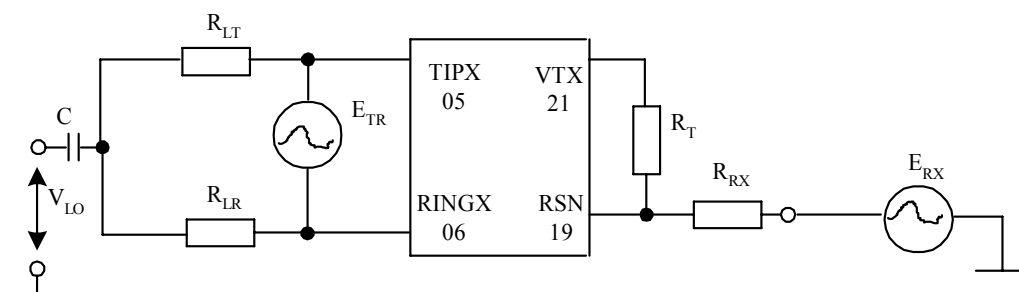 R_LT
TIPX
05
VTX
21
C
E_TR
R_T
V_LO
R_LR
RINGX
06
RSN
19
R_RX
E_RX